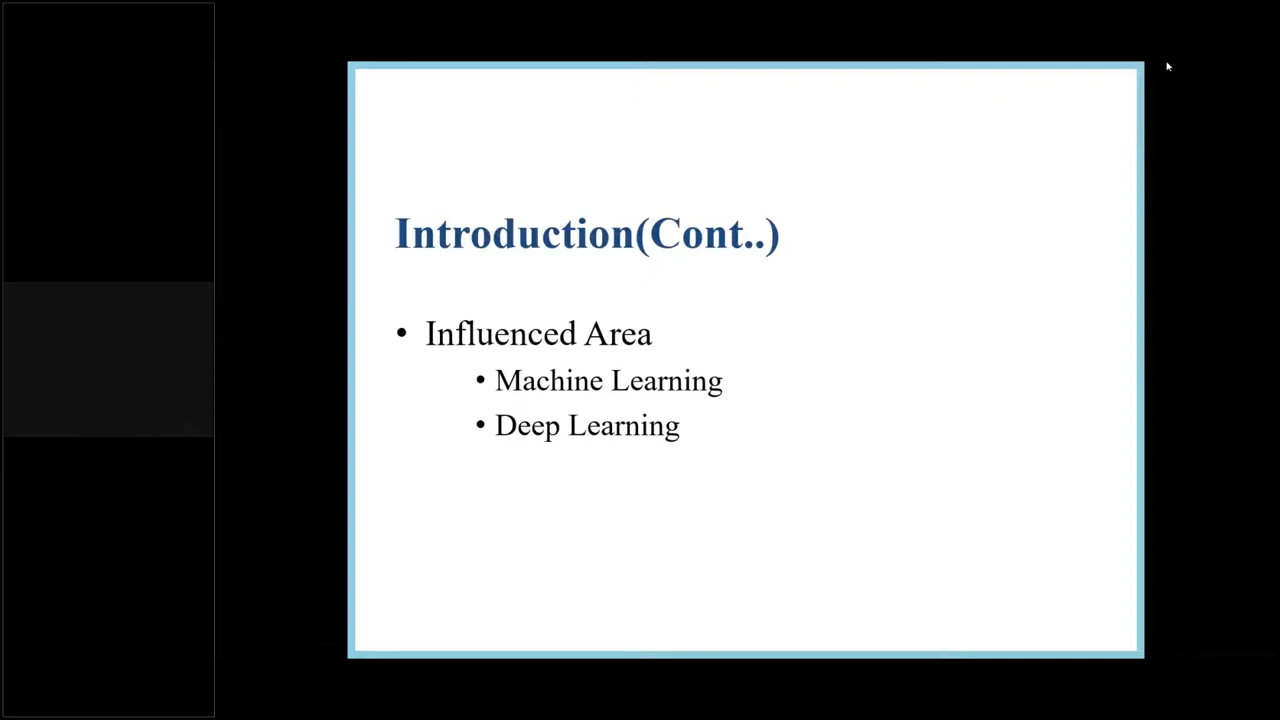 Introduction(Cont..)
• Influenced Area
• Machine Learning
• Deep Learning